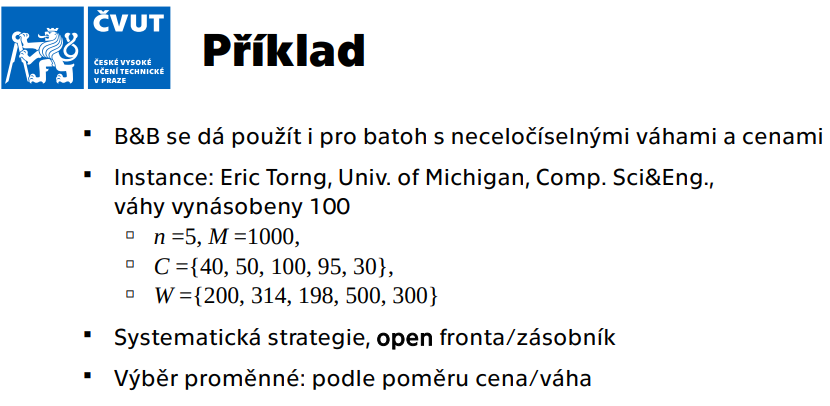 ČVUT
ČESKÉ VYSOKÉ
UČENÍ TECHNICKÉ
V PRAZE
Příklad
B&B se dá použít i pro batoh s neceločíselnými váhami a cenami
Instance: Eric Torng, Univ. of Michigan, Comp. Sci&Eng.,
váhy vynásobeny 100
n =5, M =1000,
C ={40, 50, 100, 95, 30},
W ={200, 314, 198, 500, 300}
Systematická strategie, open fronta/zásobník
Výběr proměnné: podle poměru cena/váha